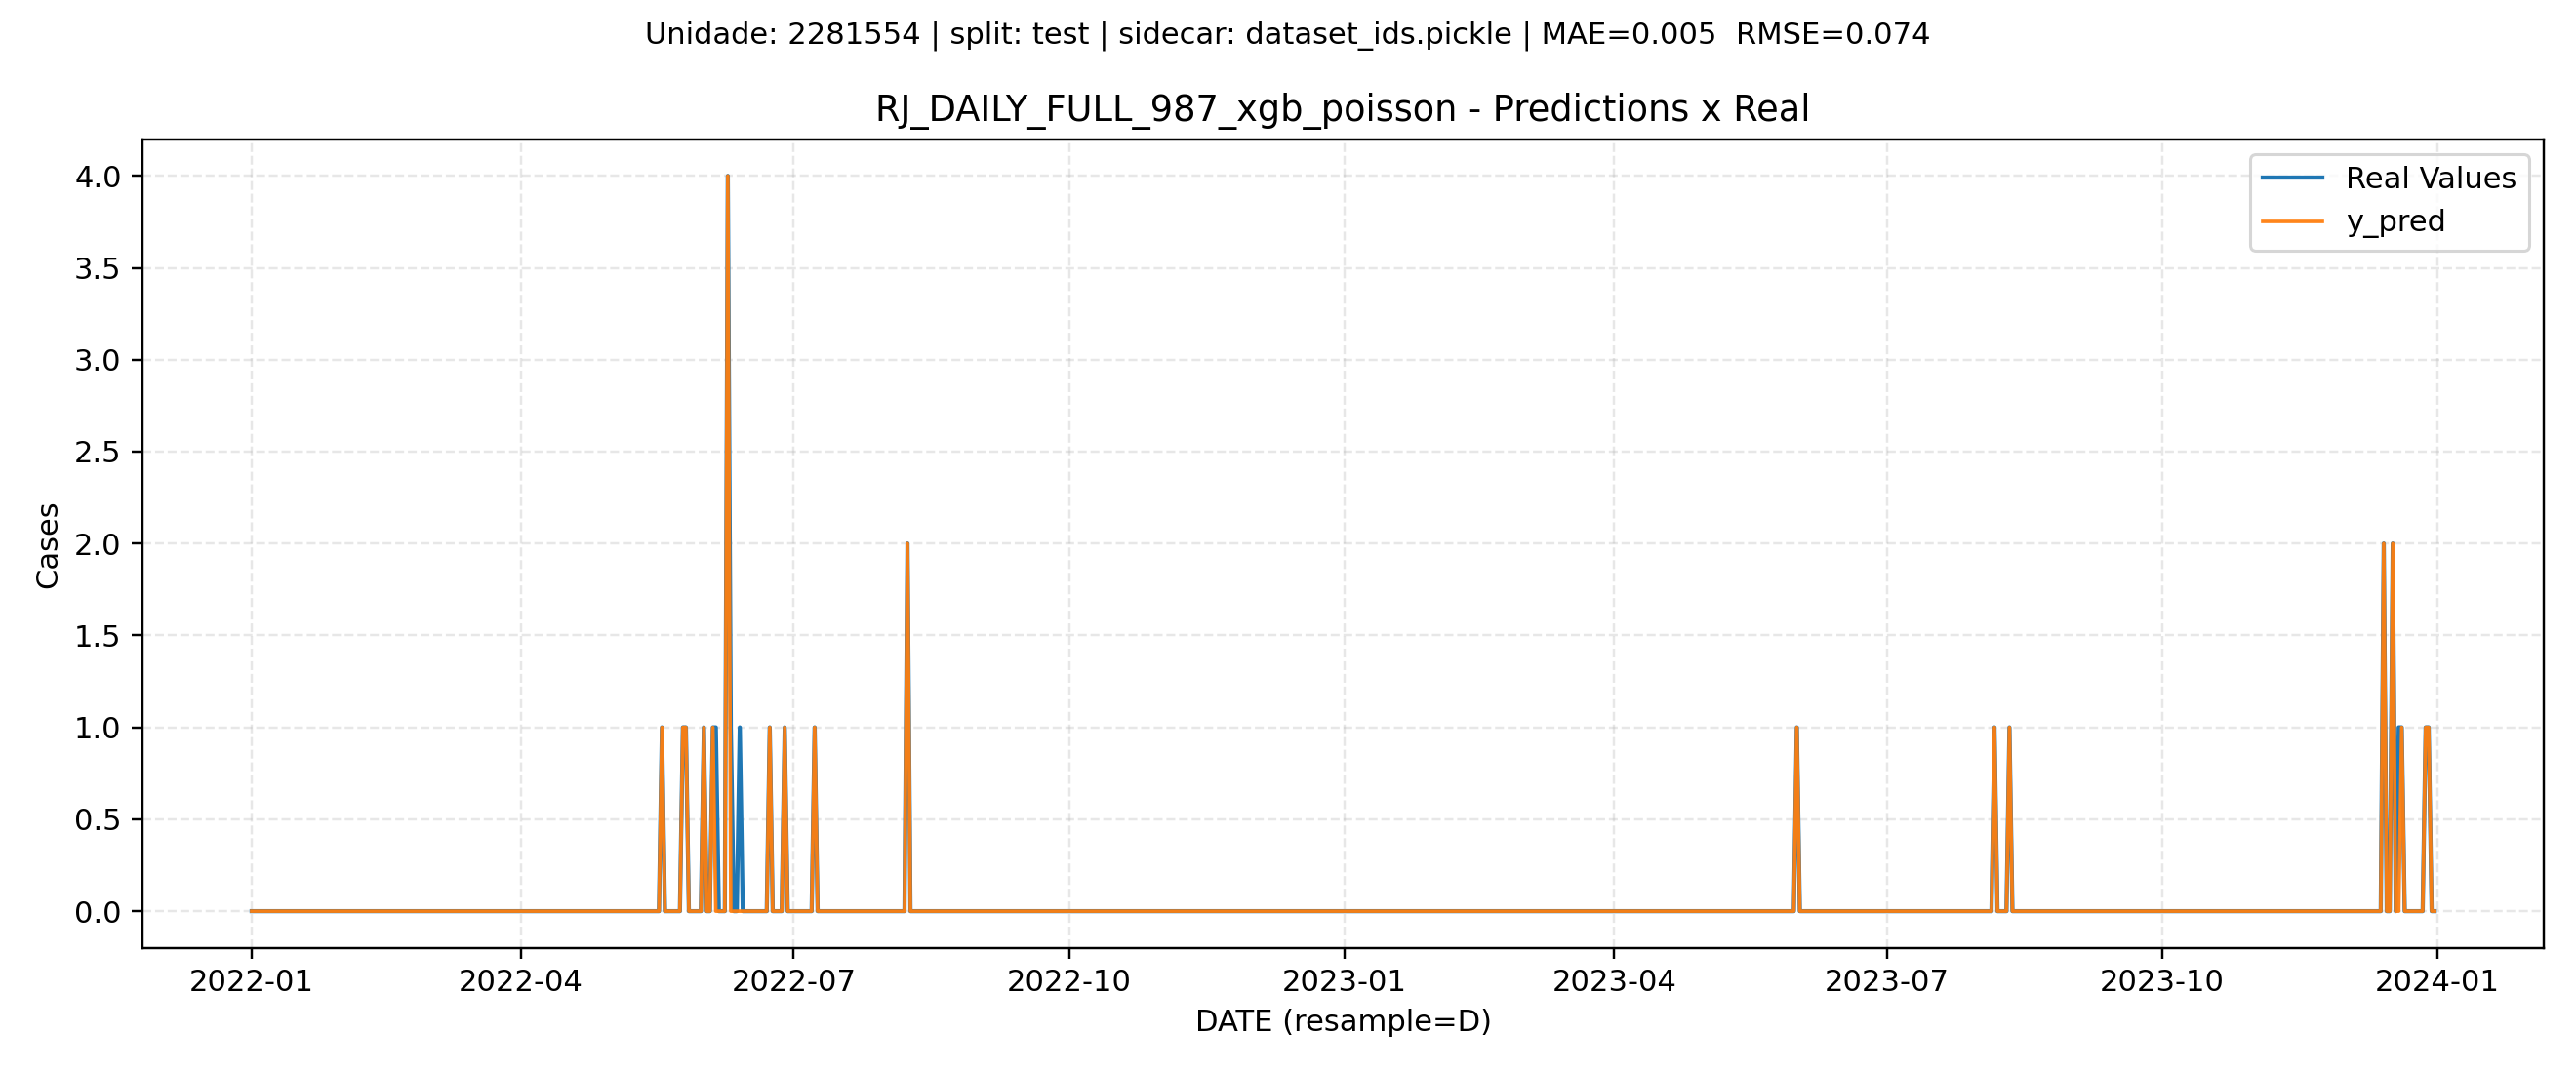 Unidade: 2281554 | split: test | sidecar: dataset_ids.pickle | MAE=0.005  RMSE=0.074
RJ_DAILY_FULL_987_xgb_poisson - Predictions x Real
Real Values
y_pred
4.0
3.5
3.0
2.5
2.0
1.5
1.0
0.5
0.0
Cases
2022-01 2022-04 2022-07 2022-10 2023-01 2023-04 2023-07 2023-10 2024-01
DATE (resample=D)